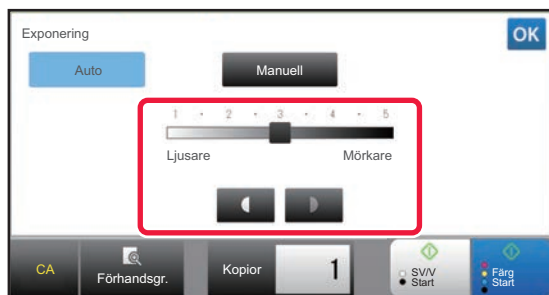 Exponering
OK
Auto
Manuell
1 · 2 · 3 · 4 · 5
Ljusare
Mörkare
CA
Förhandsgr.
Kopior
1
SV/V
Start
Färg
Start